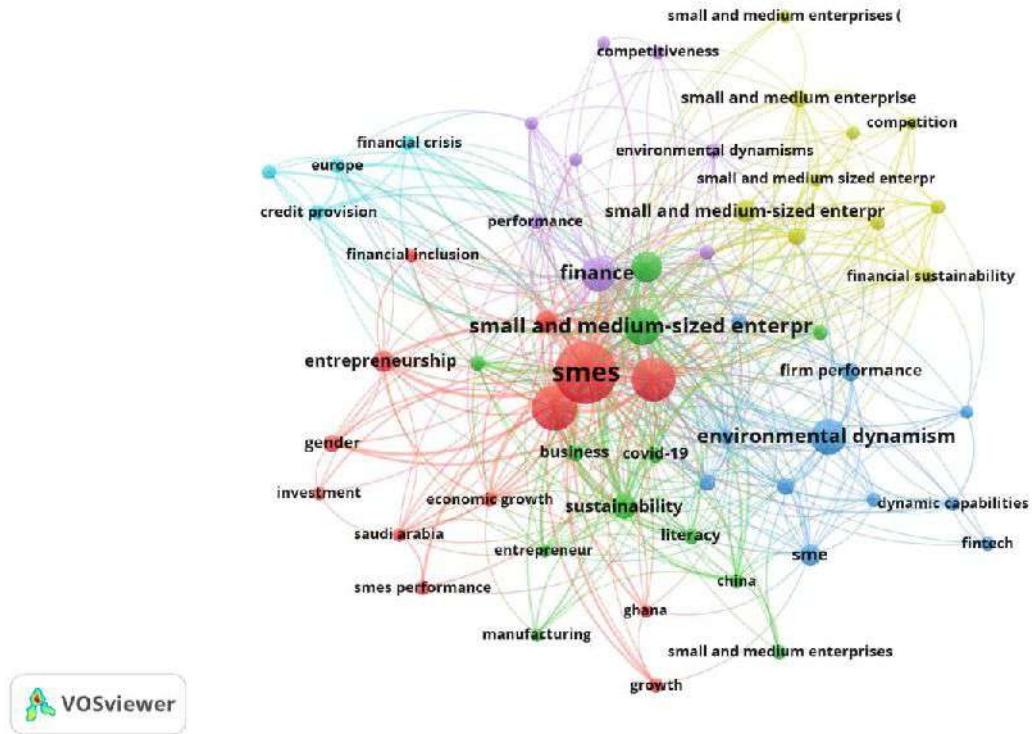 small and medium enterprises (
competitiveness
small and medium enterprise
competition
financial crisis
environmental dynamisms
europe
small and medium sized enterpr
credit provision
small and medium-sized enterpr
performance
financial inclusion
finance
financial sustainability
small and medium-sized enterpr
entrepreneurship
smes
firm performance
environmental dynamism
gender
business
covid-19
investment
economic growth
dynamic capabilities
sustainability
saudi arabia
literacy
fintech
entrepreneur
sme
china
smes performance
ghana
manufacturing
small and medium enterprises
growth
VOSviewer